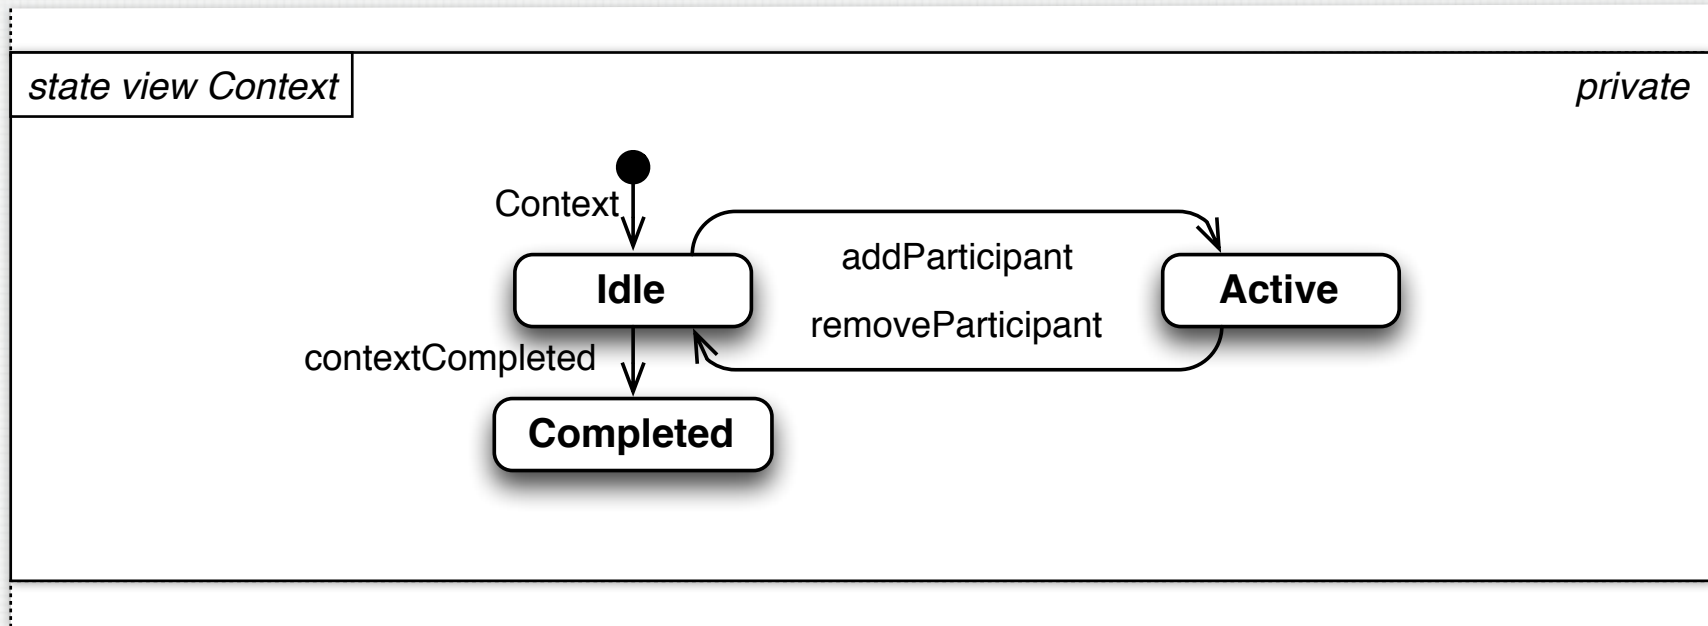 state view Context
private
Context
addParticipant
Idle
Active
removeParticipant
contextCompleted
Completed